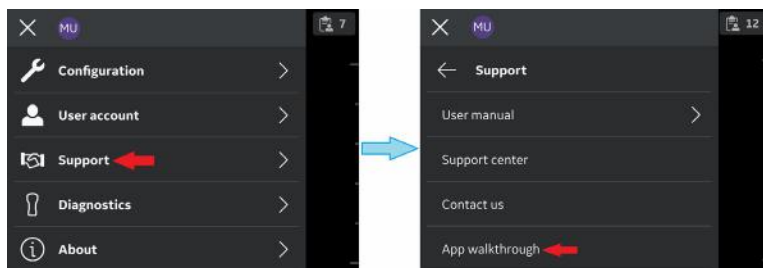 MU
7
Configuration
User account
Support
Diagnostics
About
MU
12
Support
User manual
Support center
Contact us
App walkthrough